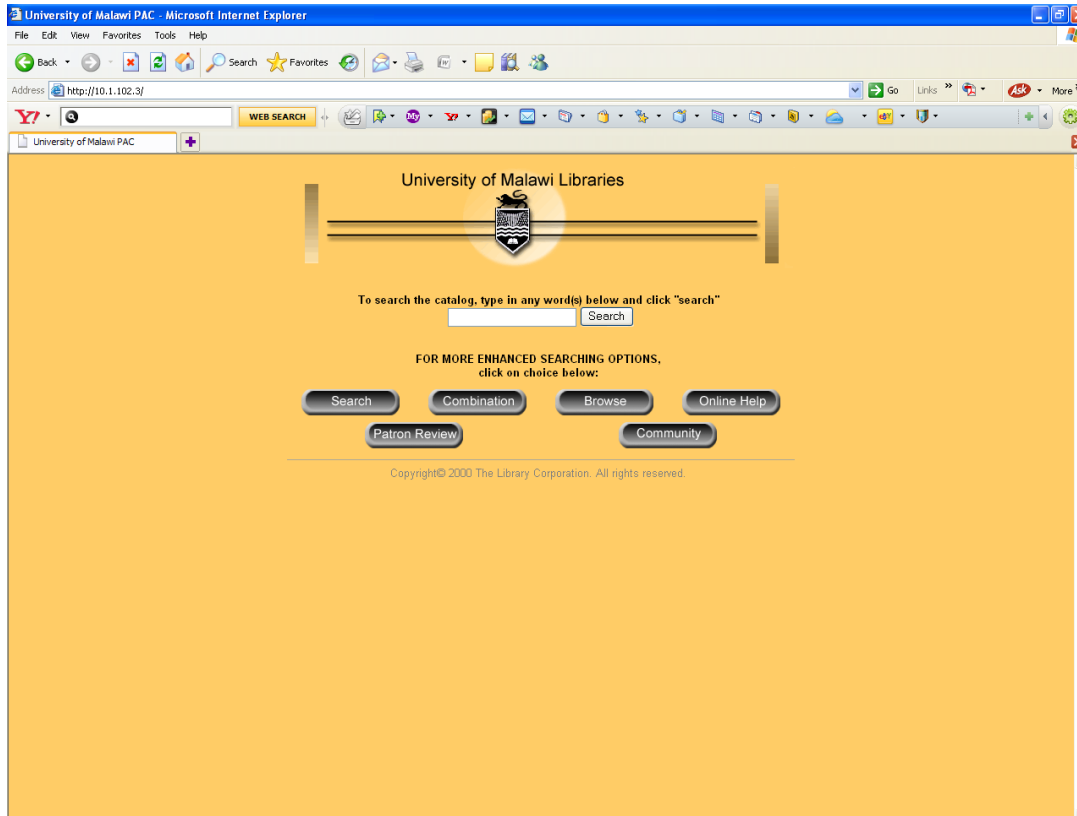 University of Malawi PAC - Microsoft Internet Explorer
File Edit View Favorites Tools Help
Back Search Favorites
Address http://10.1.102.3/ Go Links » Ask More »
Y! WEB SEARCH My Y! ebY
University of Malawi PAC
University of Malawi Libraries
To search the catalog, type in any word(s) below and click "search"
Search
FOR MORE ENHANCED SEARCHING OPTIONS,
click on choice below:
Search Combination Browse Online Help
Patron Review Community
Copyright© 2000 The Library Corporation. All rights reserved.